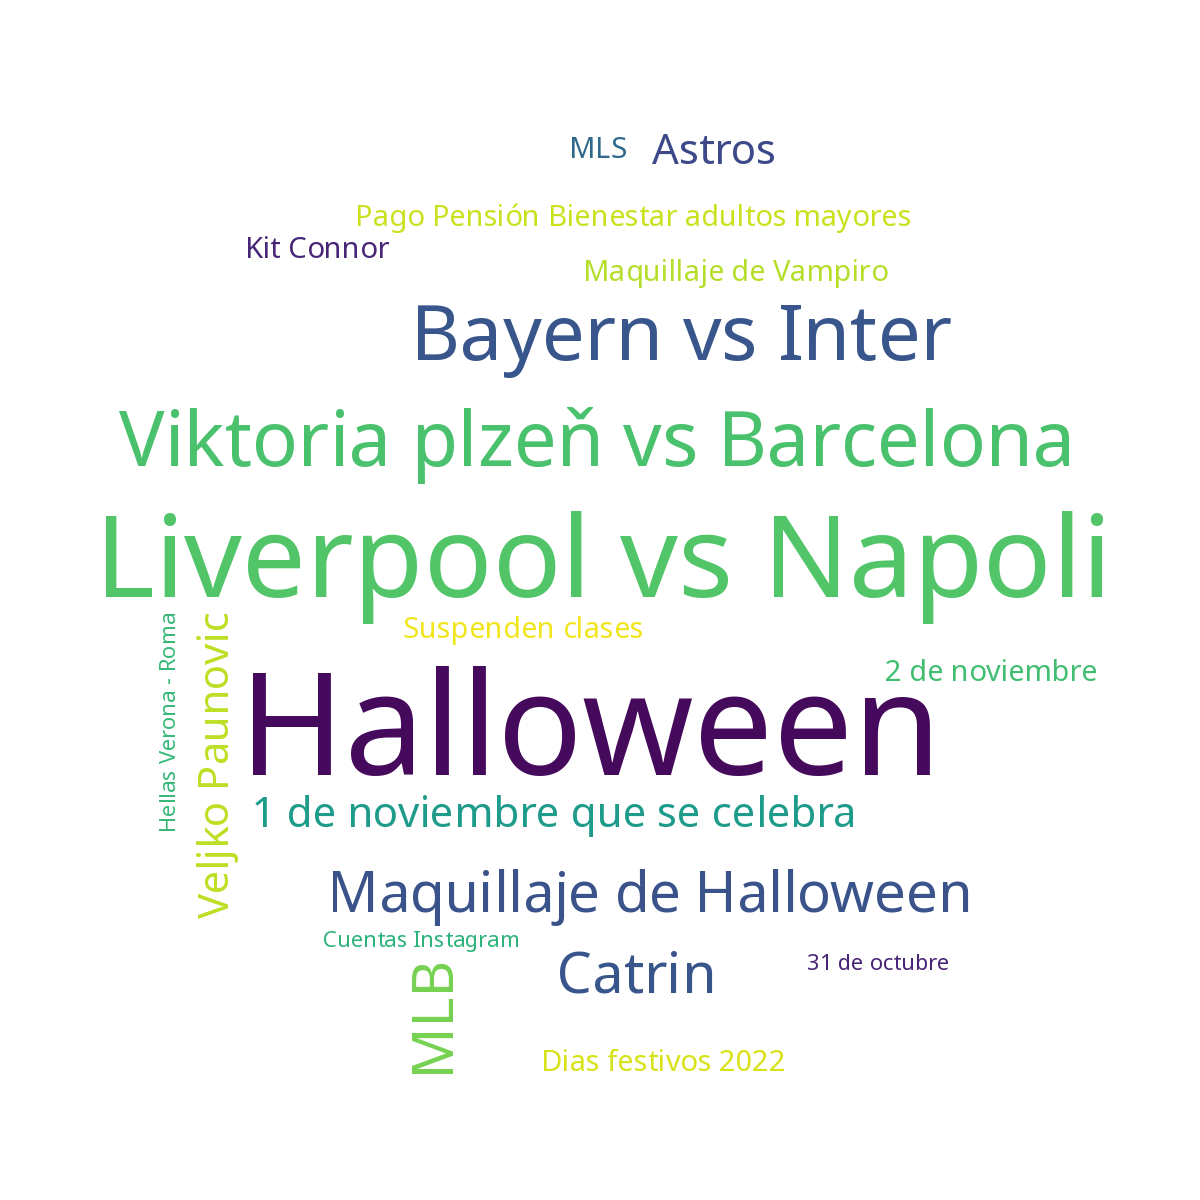 MLS
Astros
Pago Pensión Bienestar adultos mayores
Kit Connor
Maquillaje de Vampiro
Bayern vs Inter
Viktoria plzeň vs Barcelona
Liverpool vs Napoli
Hellas Verona - Roma
Veljko Paunovic
Suspenden clases
2 de noviembre
Halloween
1 de noviembre que se celebra
Maquillaje de Halloween
Cuentas Instagram
Catrin
31 de octubre
MLB
Dias festivos 2022